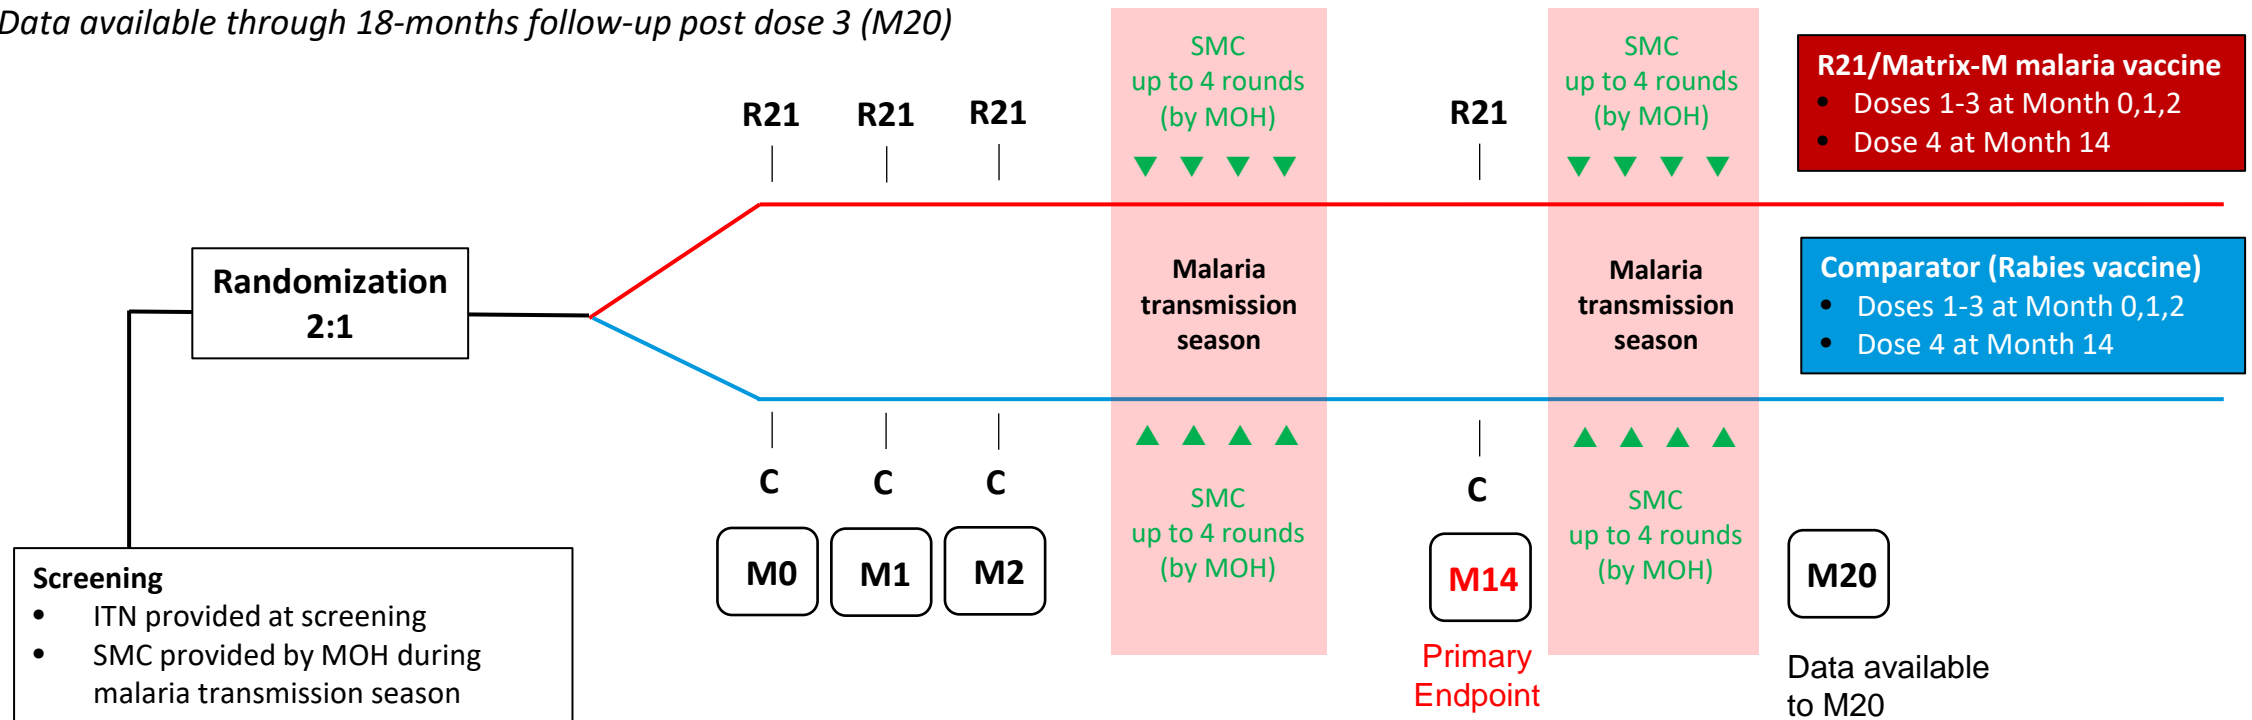 Data available through 18-months follow-up post dose 3 (M20)
SMC
up to 4 rounds
(by MOH)
SMC
up to 4 rounds
(by MOH)
R21/Matrix-M malaria vaccine
• Doses 1-3 at Month 0,1,2
• Dose 4 at Month 14
R21
R21
R21
R21
Randomization
2:1
Malaria
transmission
season
Malaria
transmission
season
Comparator (Rabies vaccine)
• Doses 1-3 at Month 0,1,2
• Dose 4 at Month 14
C
C
C
C
SMC
up to 4 rounds
(by MOH)
SMC
up to 4 rounds
(by MOH)
M0
M1
M2
M14
M20
Primary
Endpoint
Data available
to M20
Screening
• ITN provided at screening
• SMC provided by MOH during
malaria transmission season